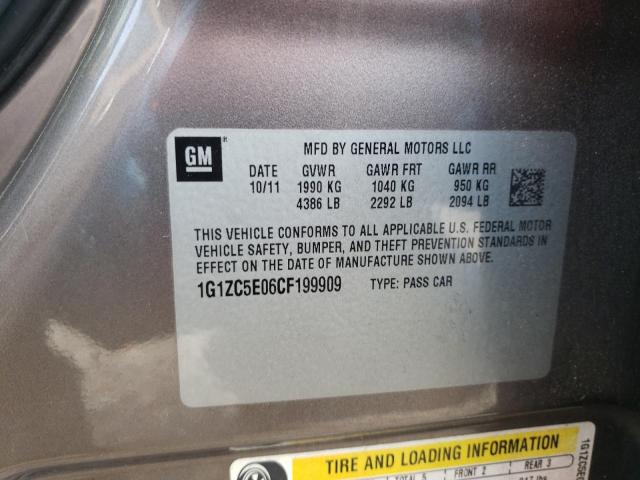 GM
MFD BY GENERAL MOTORS LLC
DATE GVWR GAWR FRT GAWR RR
10/11 1990 KG 1040 KG 950 KG
4386 LB 2292 LB 2094 LB
THIS VEHICLE CONFORMS TO ALL APPLICABLE U.S. FEDERAL MOTOR
VEHICLE SAFETY, BUMPER, AND THEFT PREVENTION STANDARDS IN
EFFECT ON THE DATE OF MANUFACTURE SHOWN ABOVE.
1G1ZC5E06CF199909 TYPE: PASS CAR
TIRE AND LOADING INFORMATION
TOTAL 5 FRONT 2 REAR 3